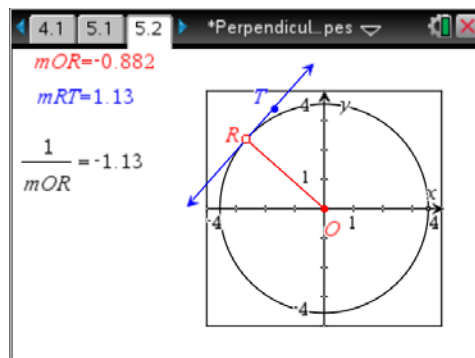 4.1 5.1 5.2 *Perpendicul...pes
mOR=-0.882
mRT=1.13
1
mOR
=-1.13
T
4
y
R
1
x
-4
O
1
4
-4